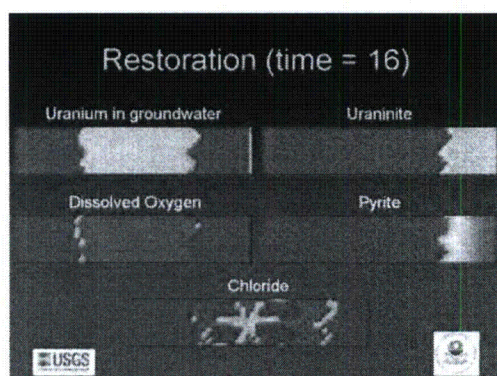 Restoration (time = 16)
Uranium in groundwater
Uraninite
Dissolved Oxygen
Pyrite
Chloride
USGS